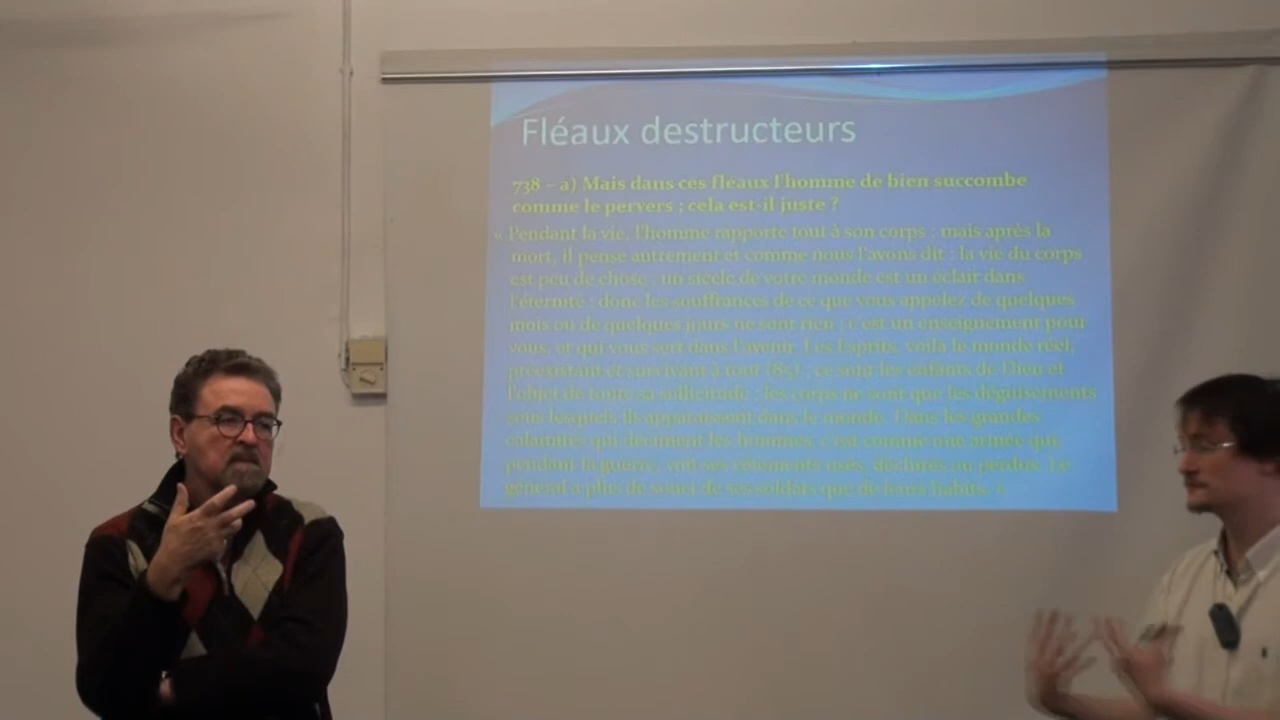 Fléaux destructeurs
738 – a) Mais dans ces fléaux l'homme de bien succombe
comme le pervers ; cela est-il juste ?
« Pendant la vie, l'homme rapporte tout à son corps ; mais après la
mort, il pense autrement et comme nous l'avons dit : la vie du corps
est peu de chose ; un siècle de votre monde est un éclair dans
l'éternité ; donc les souffrances de ce que vous appelez de quelques
mois ou de quelques jours ne sont rien ; c'est un enseignement pour
vous, et qui vous sert dans l'avenir. Les Esprits, voilà le monde réel,
préexistant et survivant à tout (85) ; ce sont les enfants de Dieu et
l'objet de toute sa sollicitude ; les corps ne sont que les déguisements
sous lesquels ils apparaissent dans le monde. Dans les grandes
calamités qui déciment les hommes, c'est comme une armée qui,
pendant la guerre, voit ses vêtements usés, déchirés ou perdus. Le
général a plus de souci de ses soldats que de leurs habits. »